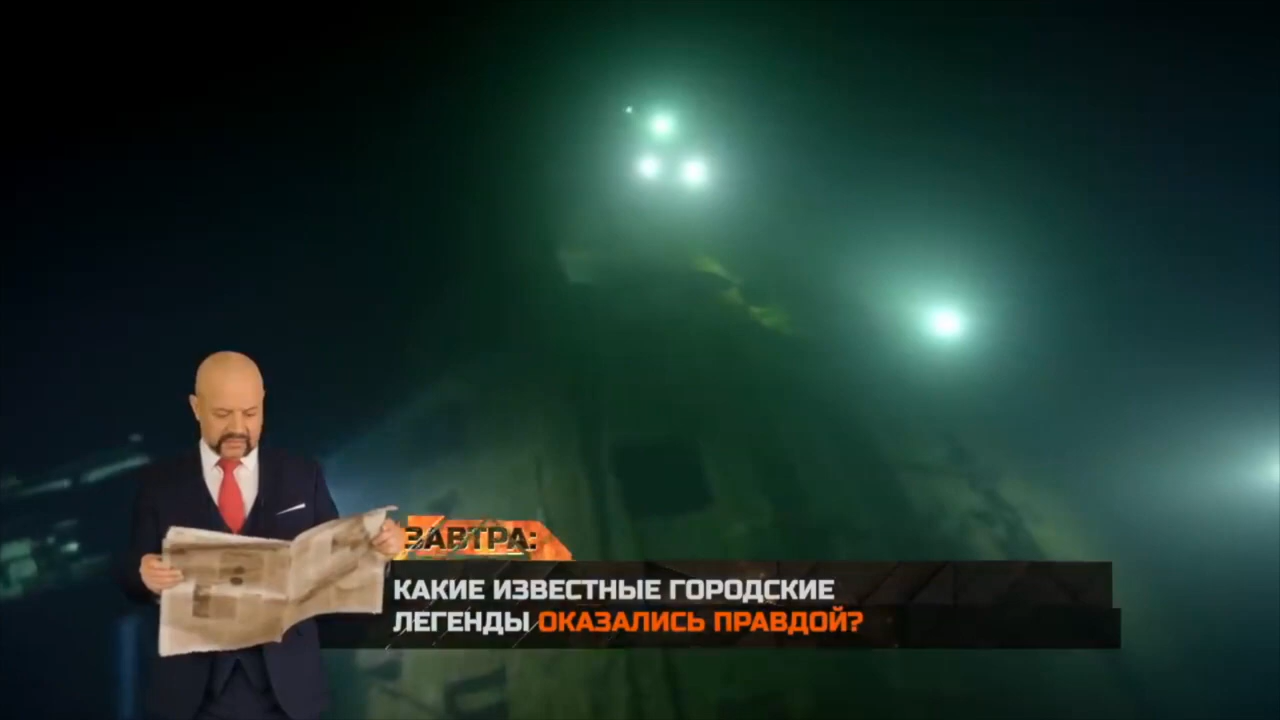 ЗАВТРА:
КАКИЕ ИЗВЕСТНЫЕ ГОРОДСКИЕ
ЛЕГЕНДЫ ОКАЗАЛИСЬ ПРАВДОЙ?